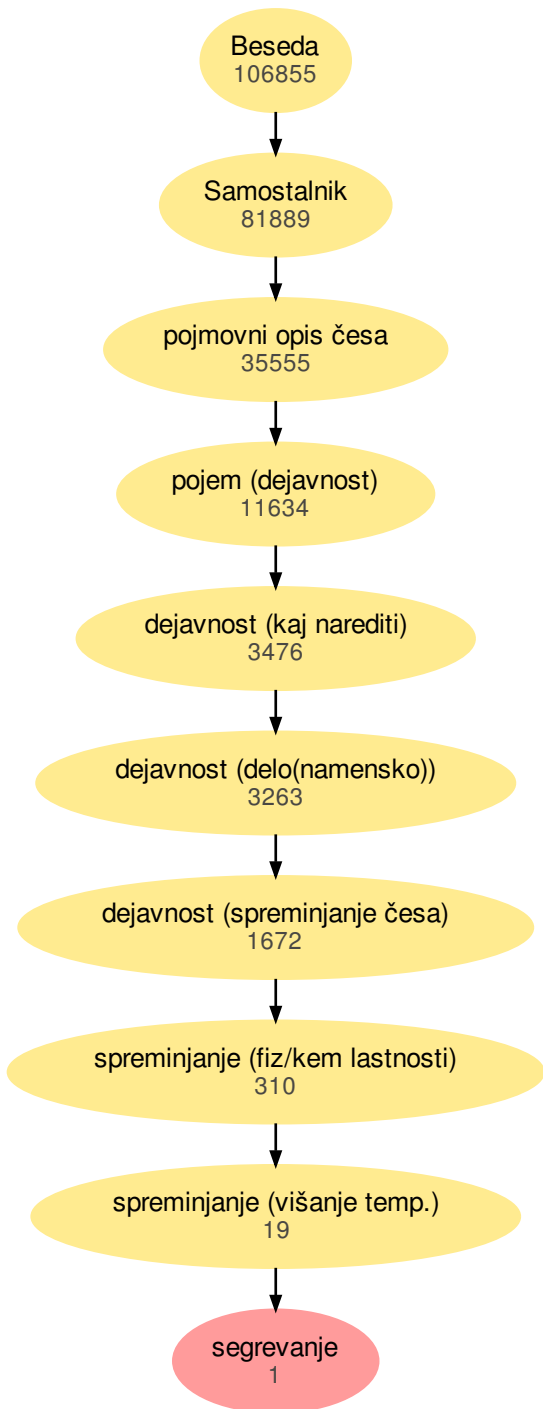 Beseda
106855
Samostalnik
81889
pojmovni opis česa
35555
pojem (dejavnost)
11634
dejavnost (kaj narediti)
3476
dejavnost (delo(namensko))
3263
dejavnost (spreminjanje česa)
1672
spreminjanje (fiz/kem lastnosti)
310
spreminjanje (višanje temp.)
19
segrevanje
1